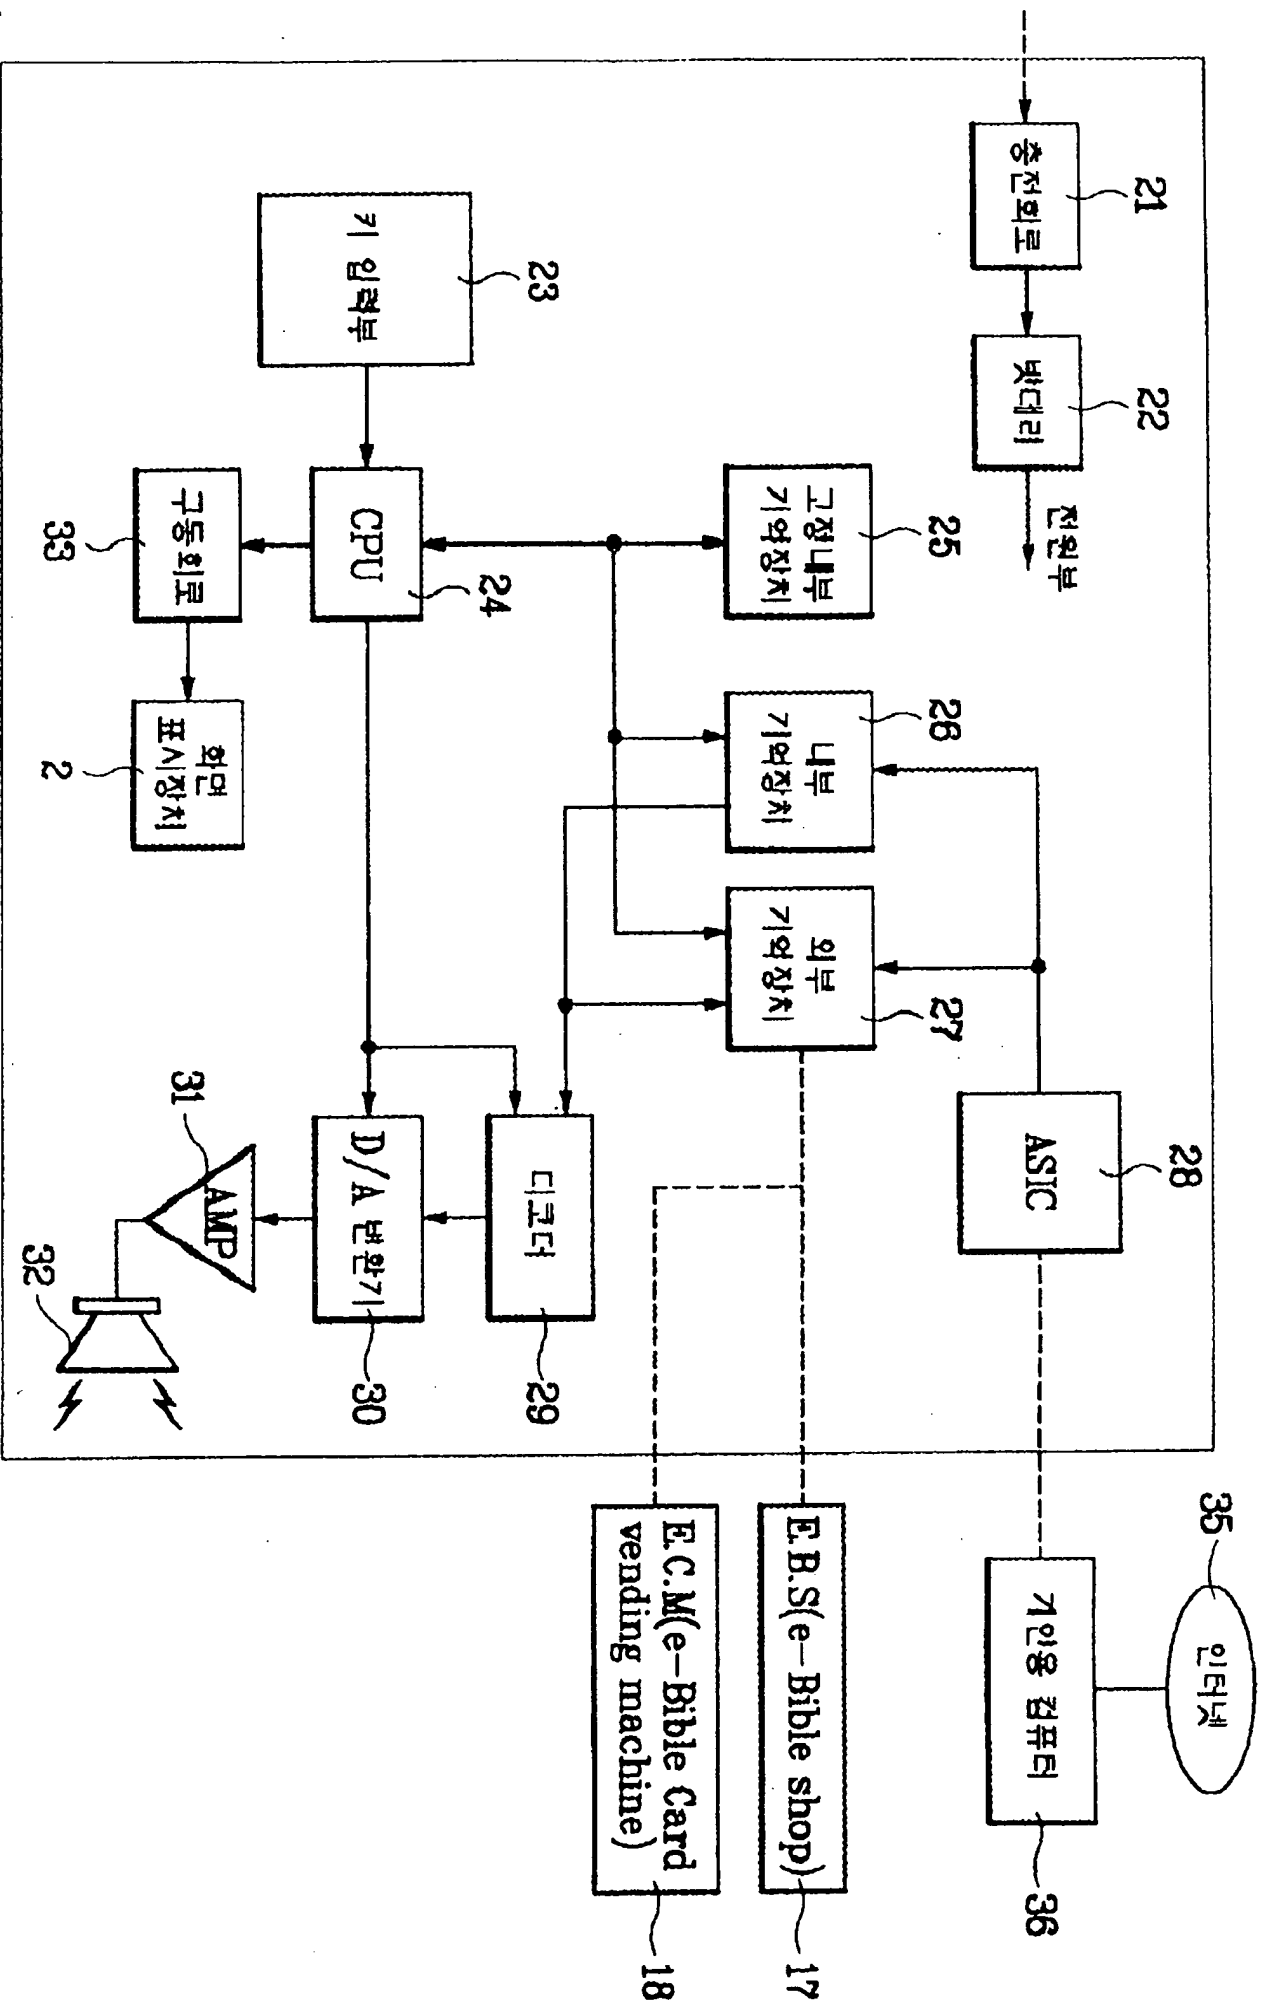 35
인터넷
21
충전회로
22
밧데리
전원부
28
ASIC
개인용 컴퓨터
36
25
고정내부
기억장치
26
내부
기억장치
27
외부
기억장치
E.B.S(e-Bible shop)
17
E.C.M(e-Bible Card
vending machine)
18
23
키 입력부
24
CPU
디코더
29
D/A 변환기
30
구동회로
33
화면
표시장치
2
31
AMP
32